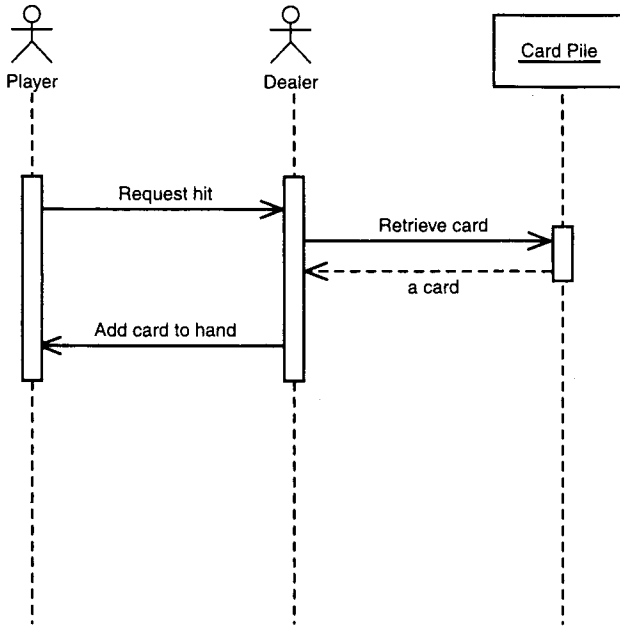 Player
Dealer
Card Pile
Request hit
Retrieve card
a card
Add card to hand